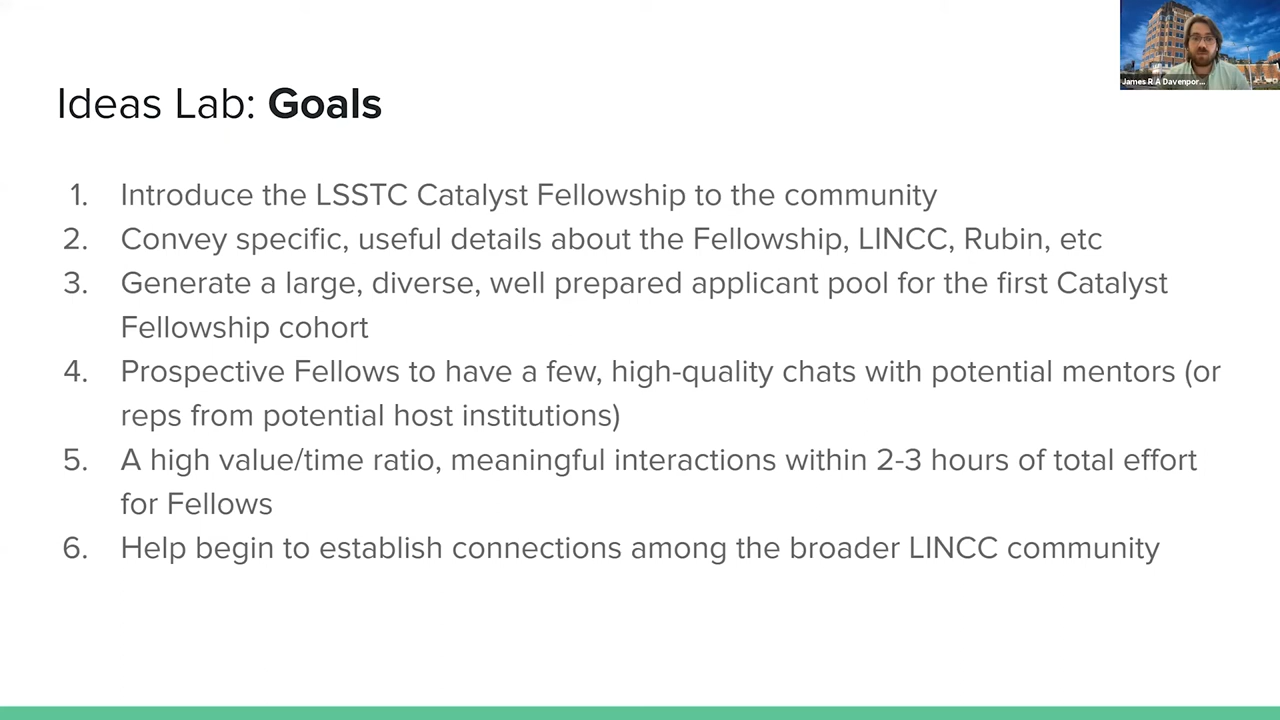 James R A Davenpor...
Ideas Lab: Goals
1. Introduce the LSSTC Catalyst Fellowship to the community
2. Convey specific, useful details about the Fellowship, LINCC, Rubin, etc
3. Generate a large, diverse, well prepared applicant pool for the first Catalyst
Fellowship cohort
4. Prospective Fellows to have a few, high-quality chats with potential mentors (or
reps from potential host institutions)
5. A high value/time ratio, meaningful interactions within 2-3 hours of total effort
for Fellows
6. Help begin to establish connections among the broader LINCC community